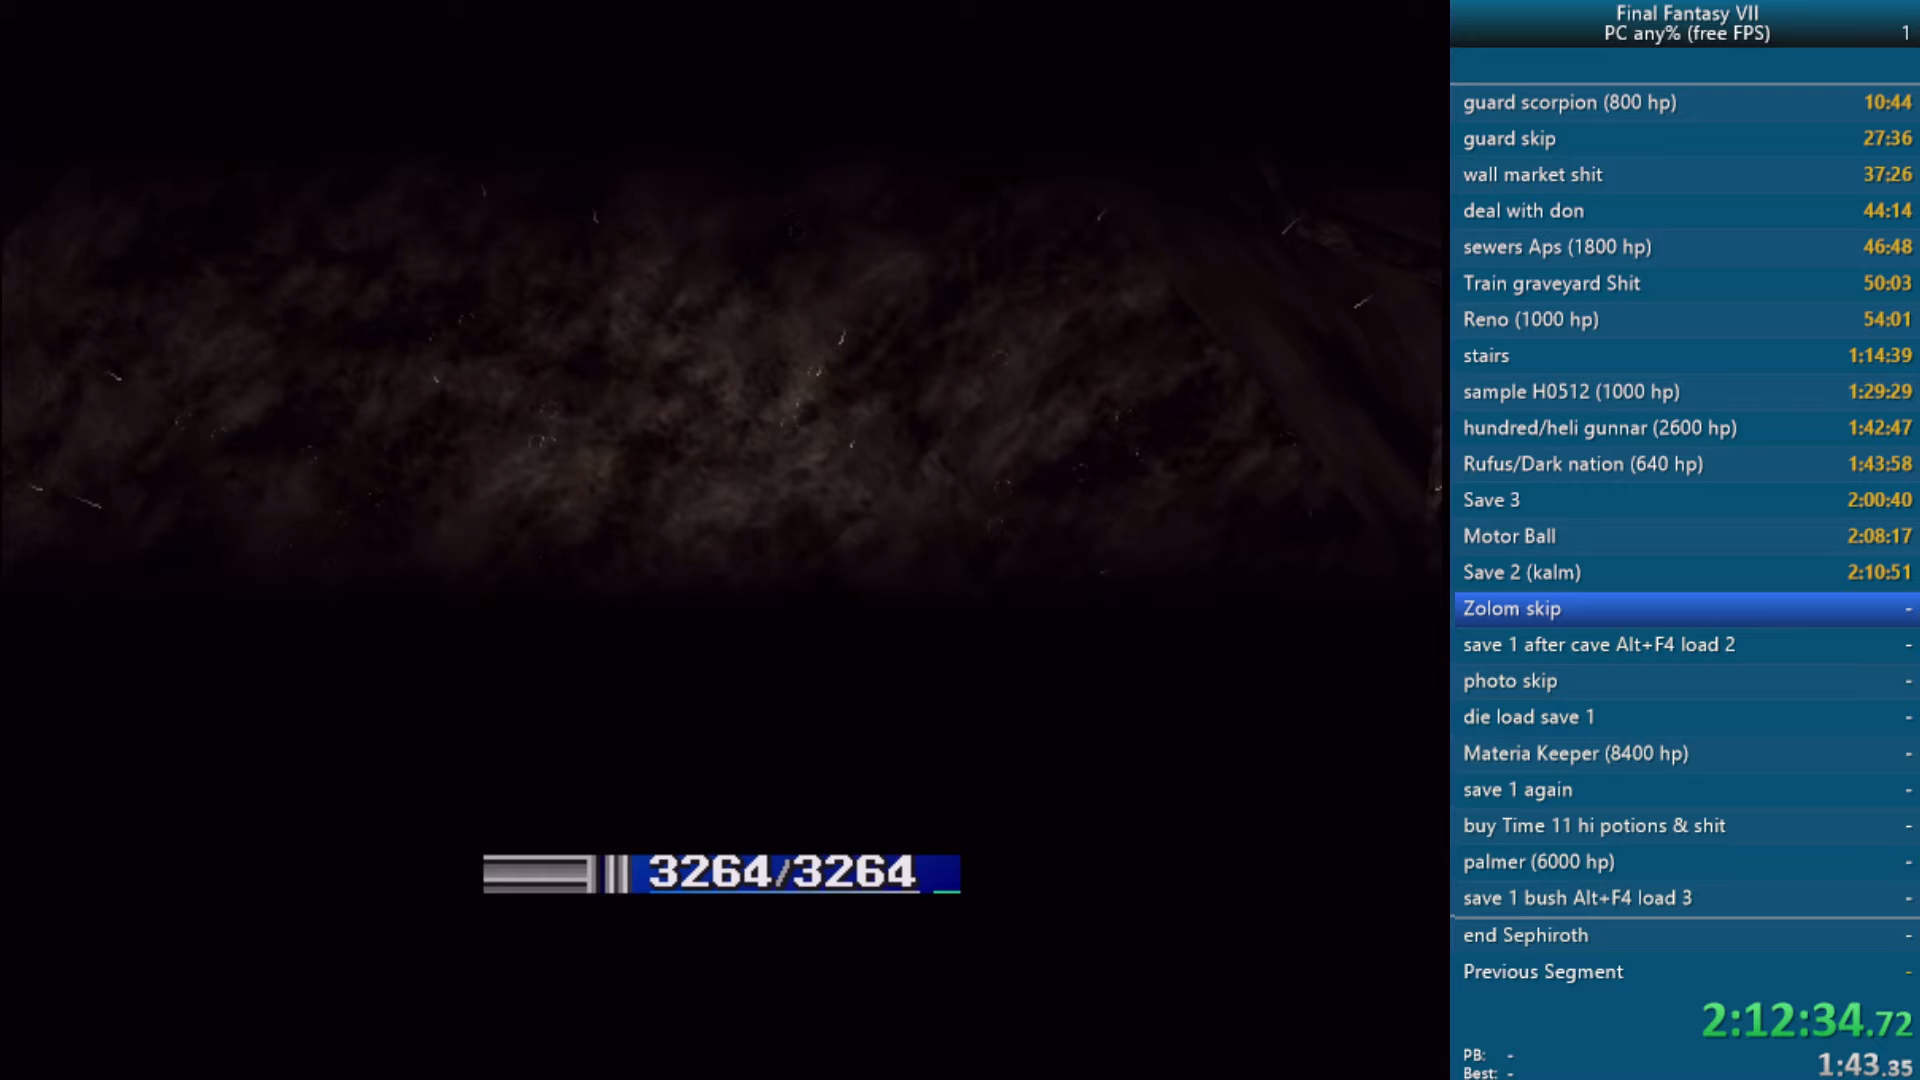 Final Fantasy VII
PC any% (free FPS) 1
guard scorpion (800 hp) 10:44
guard skip 27:36
wall market shit 37:26
deal with don 44:14
sewers Aps (1800 hp) 46:48
Train graveyard Shit 50:03
Reno (1000 hp) 54:01
stairs 1:14:39
sample H0512 (1000 hp) 1:29:29
hundred/heli gunnar (2600 hp) 1:42:47
Rufus/Dark nation (640 hp) 1:43:58
Save 3 2:00:40
Motor Ball 2:08:17
Save 2 (kalm) 2:10:51
Zolom skip -
save 1 after cave Alt+F4 load 2 -
photo skip -
die load save 1 -
Materia Keeper (8400 hp) -
save 1 again -
buy Time 11 hi potions & shit -
palmer (6000 hp) -
save 1 bush Alt+F4 load 3 -
end Sephiroth -
Previous Segment -
2:12:34.72
PB: -
Best: - 1:43.35
3264/3264